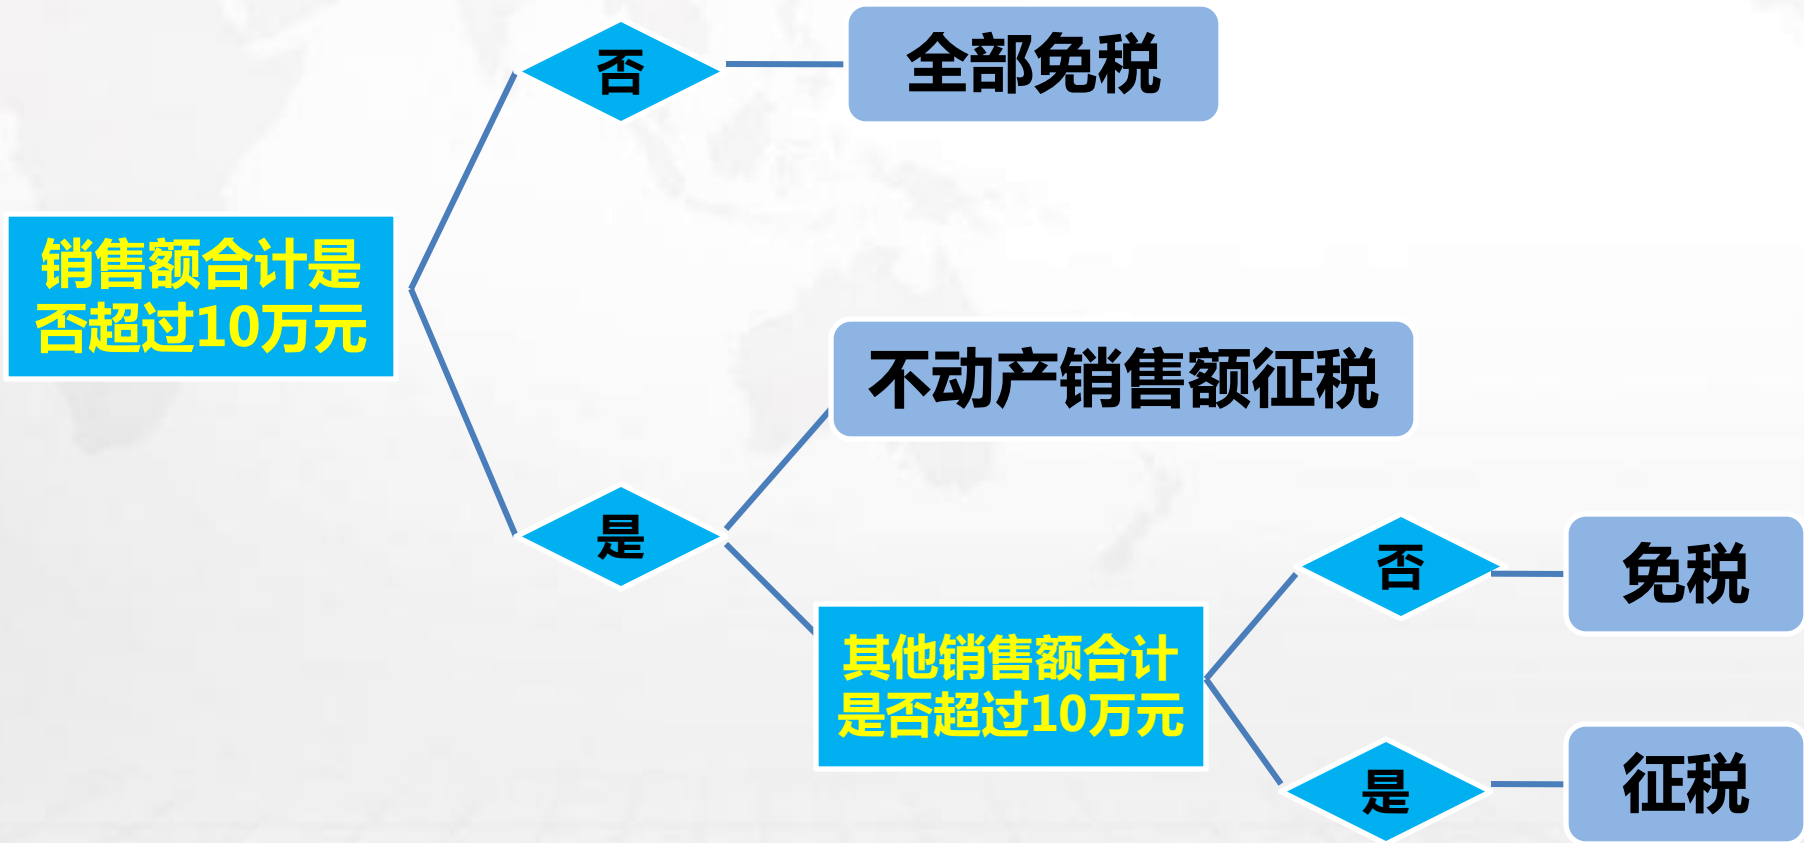 否
全部免税
销售额合计是
否超过10万元
不动产销售额征税
是
否
免税
其他销售额合计
是否超过10万元
是
征税